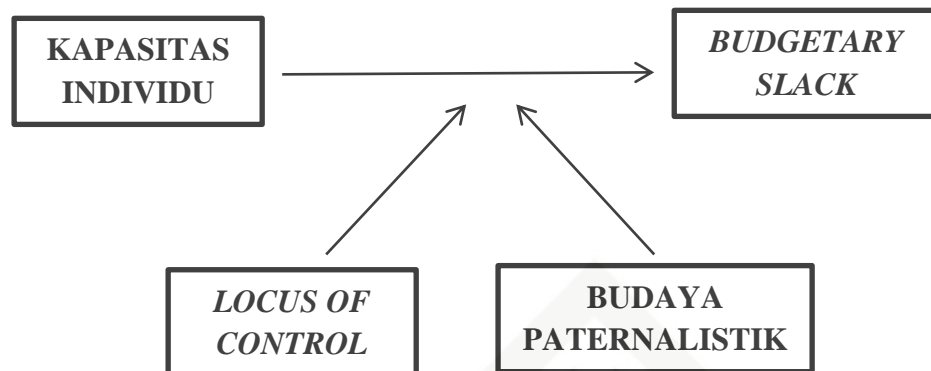 KAPASITAS
INDIVIDU
BUDGETARY
SLACK
LOCUS OF
CONTROL
BUDAYA
PATERNALISTIK